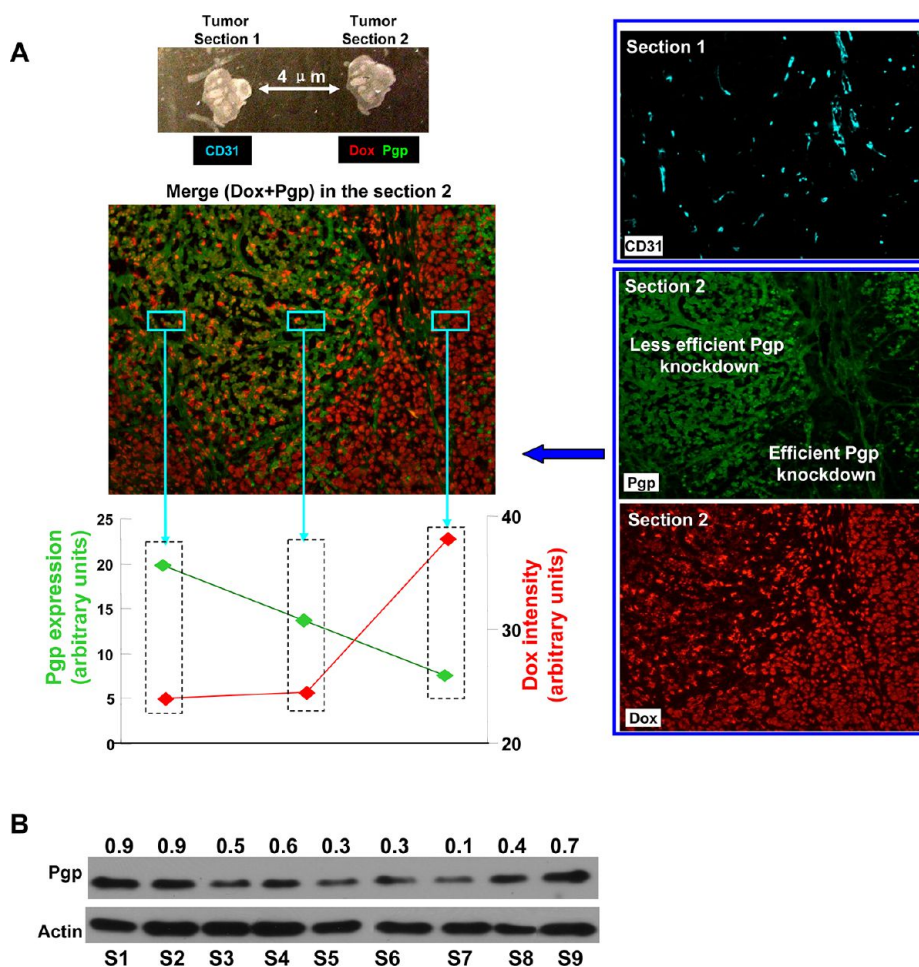 A
Tumor
Section 1
Tumor
Section 2
4 μm
CD31
Dox Pgp
Merge (Dox+Pgp) in the section 2
Section 1
CD31
Section 2
Less efficient Pgp
knockdown
Efficient Pgp
knockdown
Pgp
Section 2
Dox
25
20
15
10
5
0
Pgp expression
(arbitrary units)
40
30
20
Dox intensity
(arbitrary units)
B
0.9 0.9 0.5 0.6 0.3 0.3 0.1 0.4 0.7
Pgp
Actin
S1 S2 S3 S4 S5 S6 S7 S8 S9